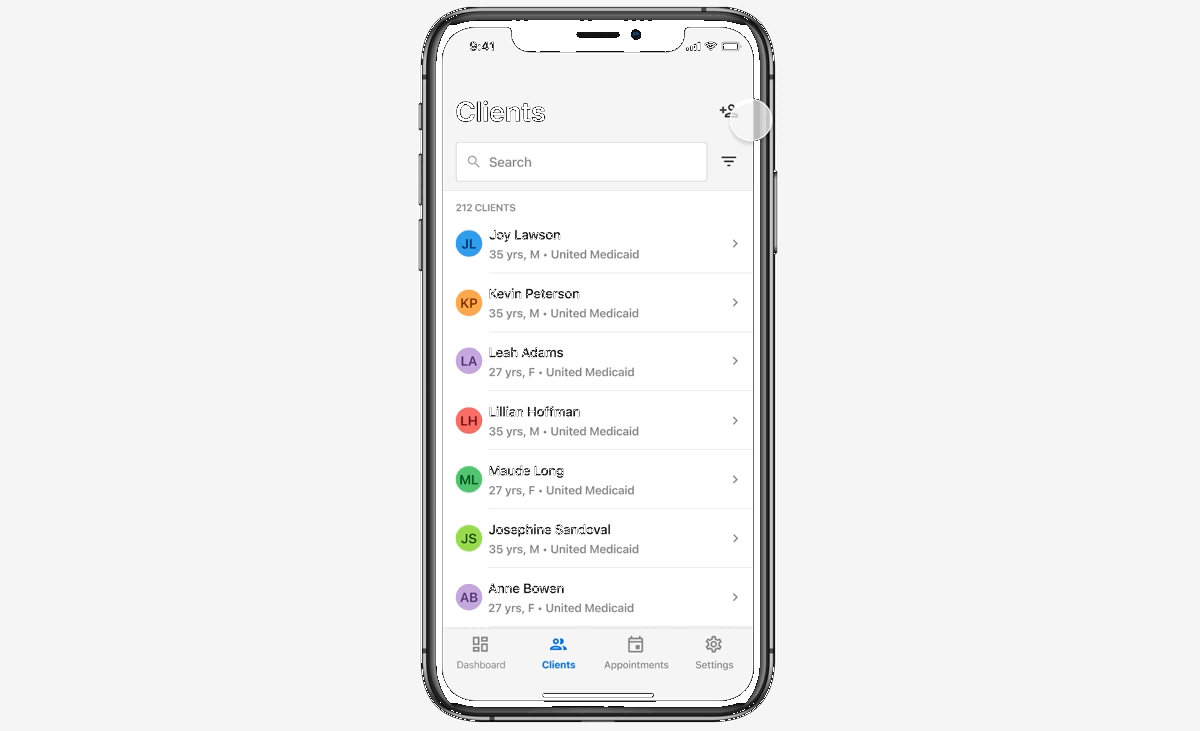 9:41
Clients
Search
212 CLIENTS
JL
Joy Lawson
35 yrs, M • United Medicaid
KP
Kevin Peterson
35 yrs, M • United Medicaid
LA
Leah Adams
27 yrs, F • United Medicaid
LH
Lillian Hoffman
35 yrs, M • United Medicaid
ML
Maude Long
27 yrs, F • United Medicaid
JS
Josephine Sandoval
35 yrs, M • United Medicaid
AB
Anne Bowen
27 yrs, F • United Medicaid
Dashboard
Clients
Appointments
Settings